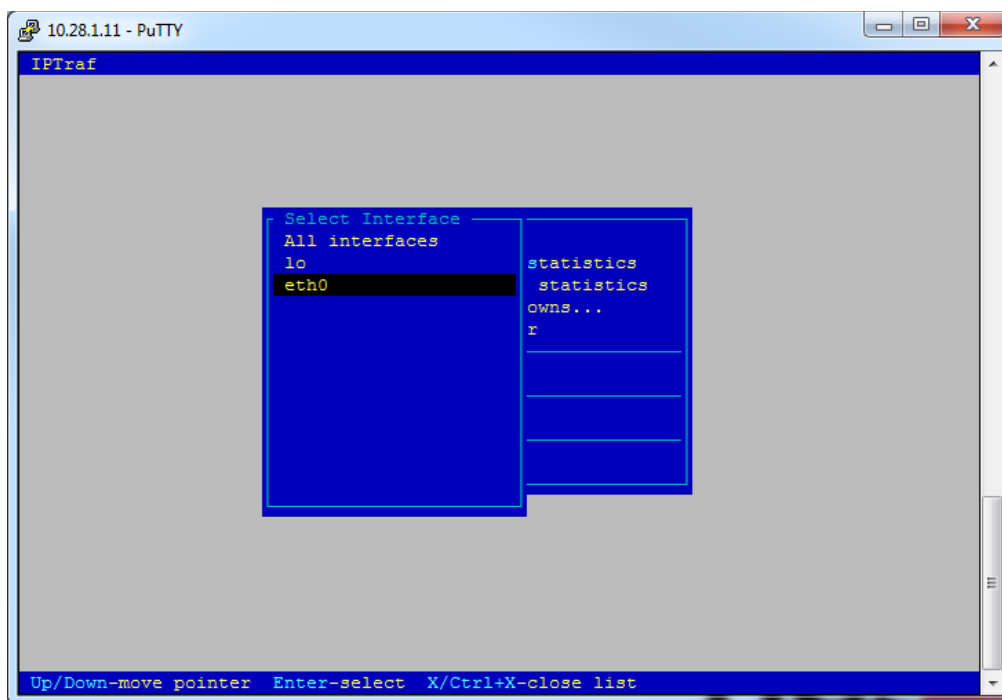 10.28.1.11 - PuTTY
IPTraf
Select Interface
All interfaces
lo
statistics
eth0
statistics
owns...
r
Up/Down-move pointer Enter-select X/Ctrl+X-close list